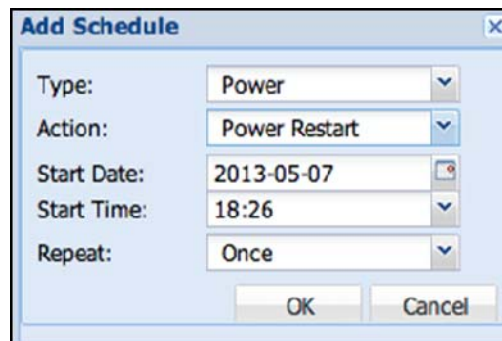 Add Schedule
Type: Power
Action: Power Restart
Start Date: 2013-05-07
Start Time: 18:26
Repeat: Once
OK Cancel